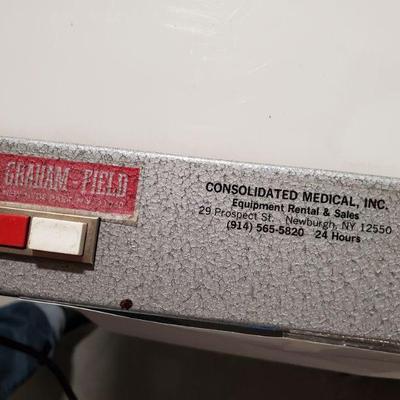 GRAHAM-FIELD
CONSOLIDATED MEDICAL, INC.
Equipment Rental & Sales
29 Prospect St. Newburgh, NY 12550
(914) 565-5820 24 Hours